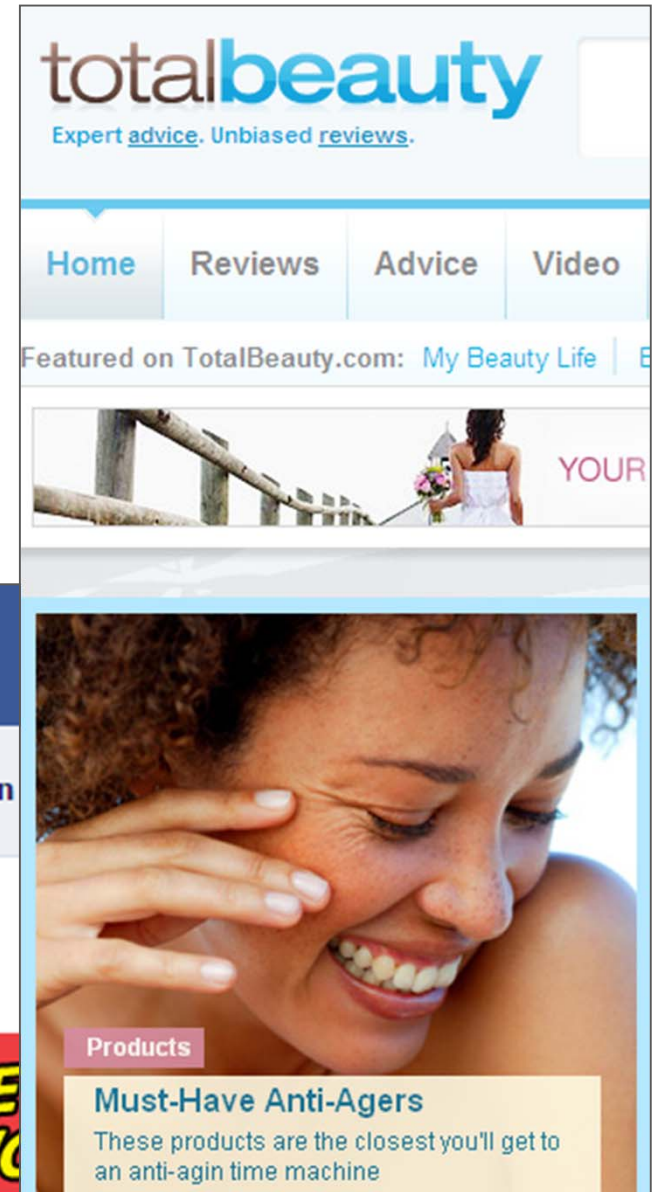 totalbeauty
Expert advice. Unbiased reviews.
Home Reviews Advice Video
Featured on TotalBeauty.com: My Beauty Life
YOUR
Products
Must-Have Anti-Agers
These products are the closest you'll get to
an anti-agin time machine